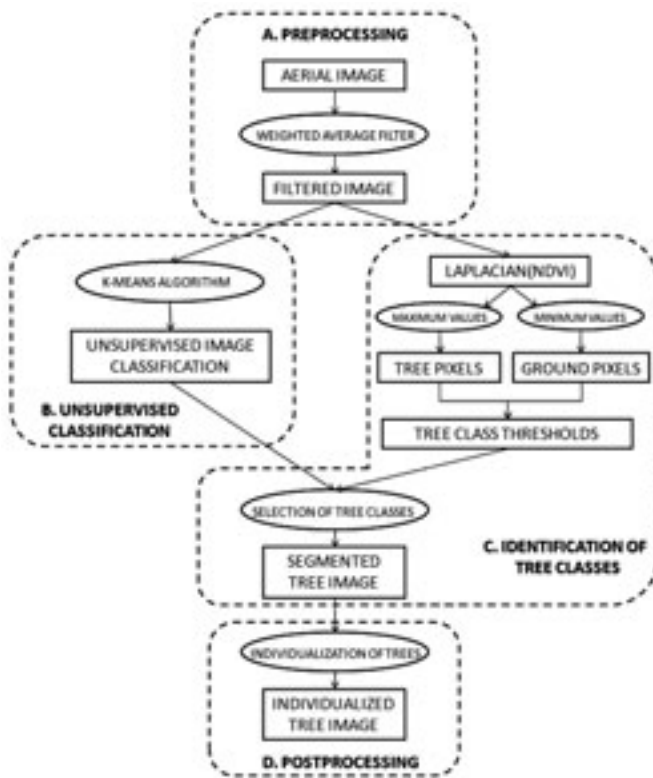 A. PREPROCESSING
AERIAL IMAGE
WEIGHTED AVERAGE FILTER
FILTERED IMAGE
K-MEANS ALGORITHM
UNSUPERVISED IMAGE
CLASSIFICATION
B. UNSUPERVISED
CLASSIFICATION
LAPLACIAN(NDVI)
MAXIMUM VALUES
MINIMUM VALUES
TREE PIXELS
GROUND PIXELS
TREE CLASS THRESHOLDS
SELECTION OF TREE CLASSES
SEGMENTED
TREE IMAGE
C. IDENTIFICATION OF
TREE CLASSES
INDIVIDUALIZATION OF TREES
INDIVIDUALIZED
TREE IMAGE
D. POSTPROCESSING